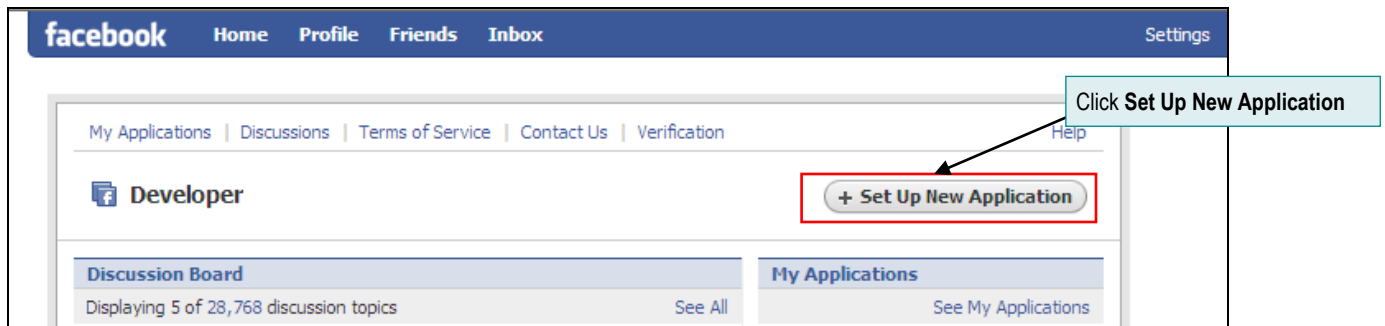 facebook Home Profile Friends Inbox Settings
Click Set Up New Application
My Applications | Discussions | Terms of Service | Contact Us | Verification Help
Developer + Set Up New Application
Discussion Board My Applications
Displaying 5 of 28,768 discussion topics See All See My Applications